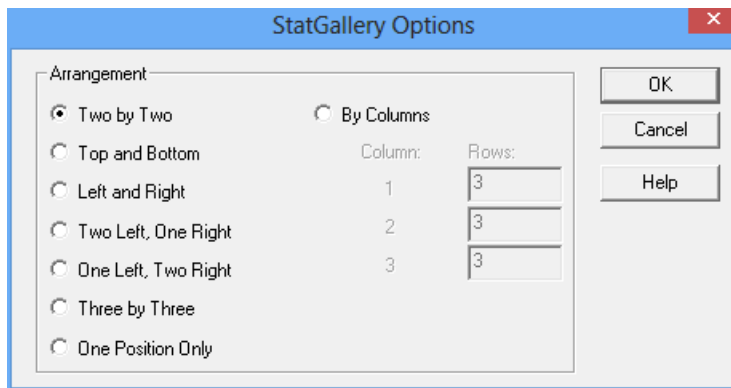 StatGallery Options
Arrangement
Two by Two
Top and Bottom
Left and Right
Two Left, One Right
One Left, Two Right
Three by Three
One Position Only
By Columns
Column: Rows:
1 3
2 3
3 3
OK
Cancel
Help